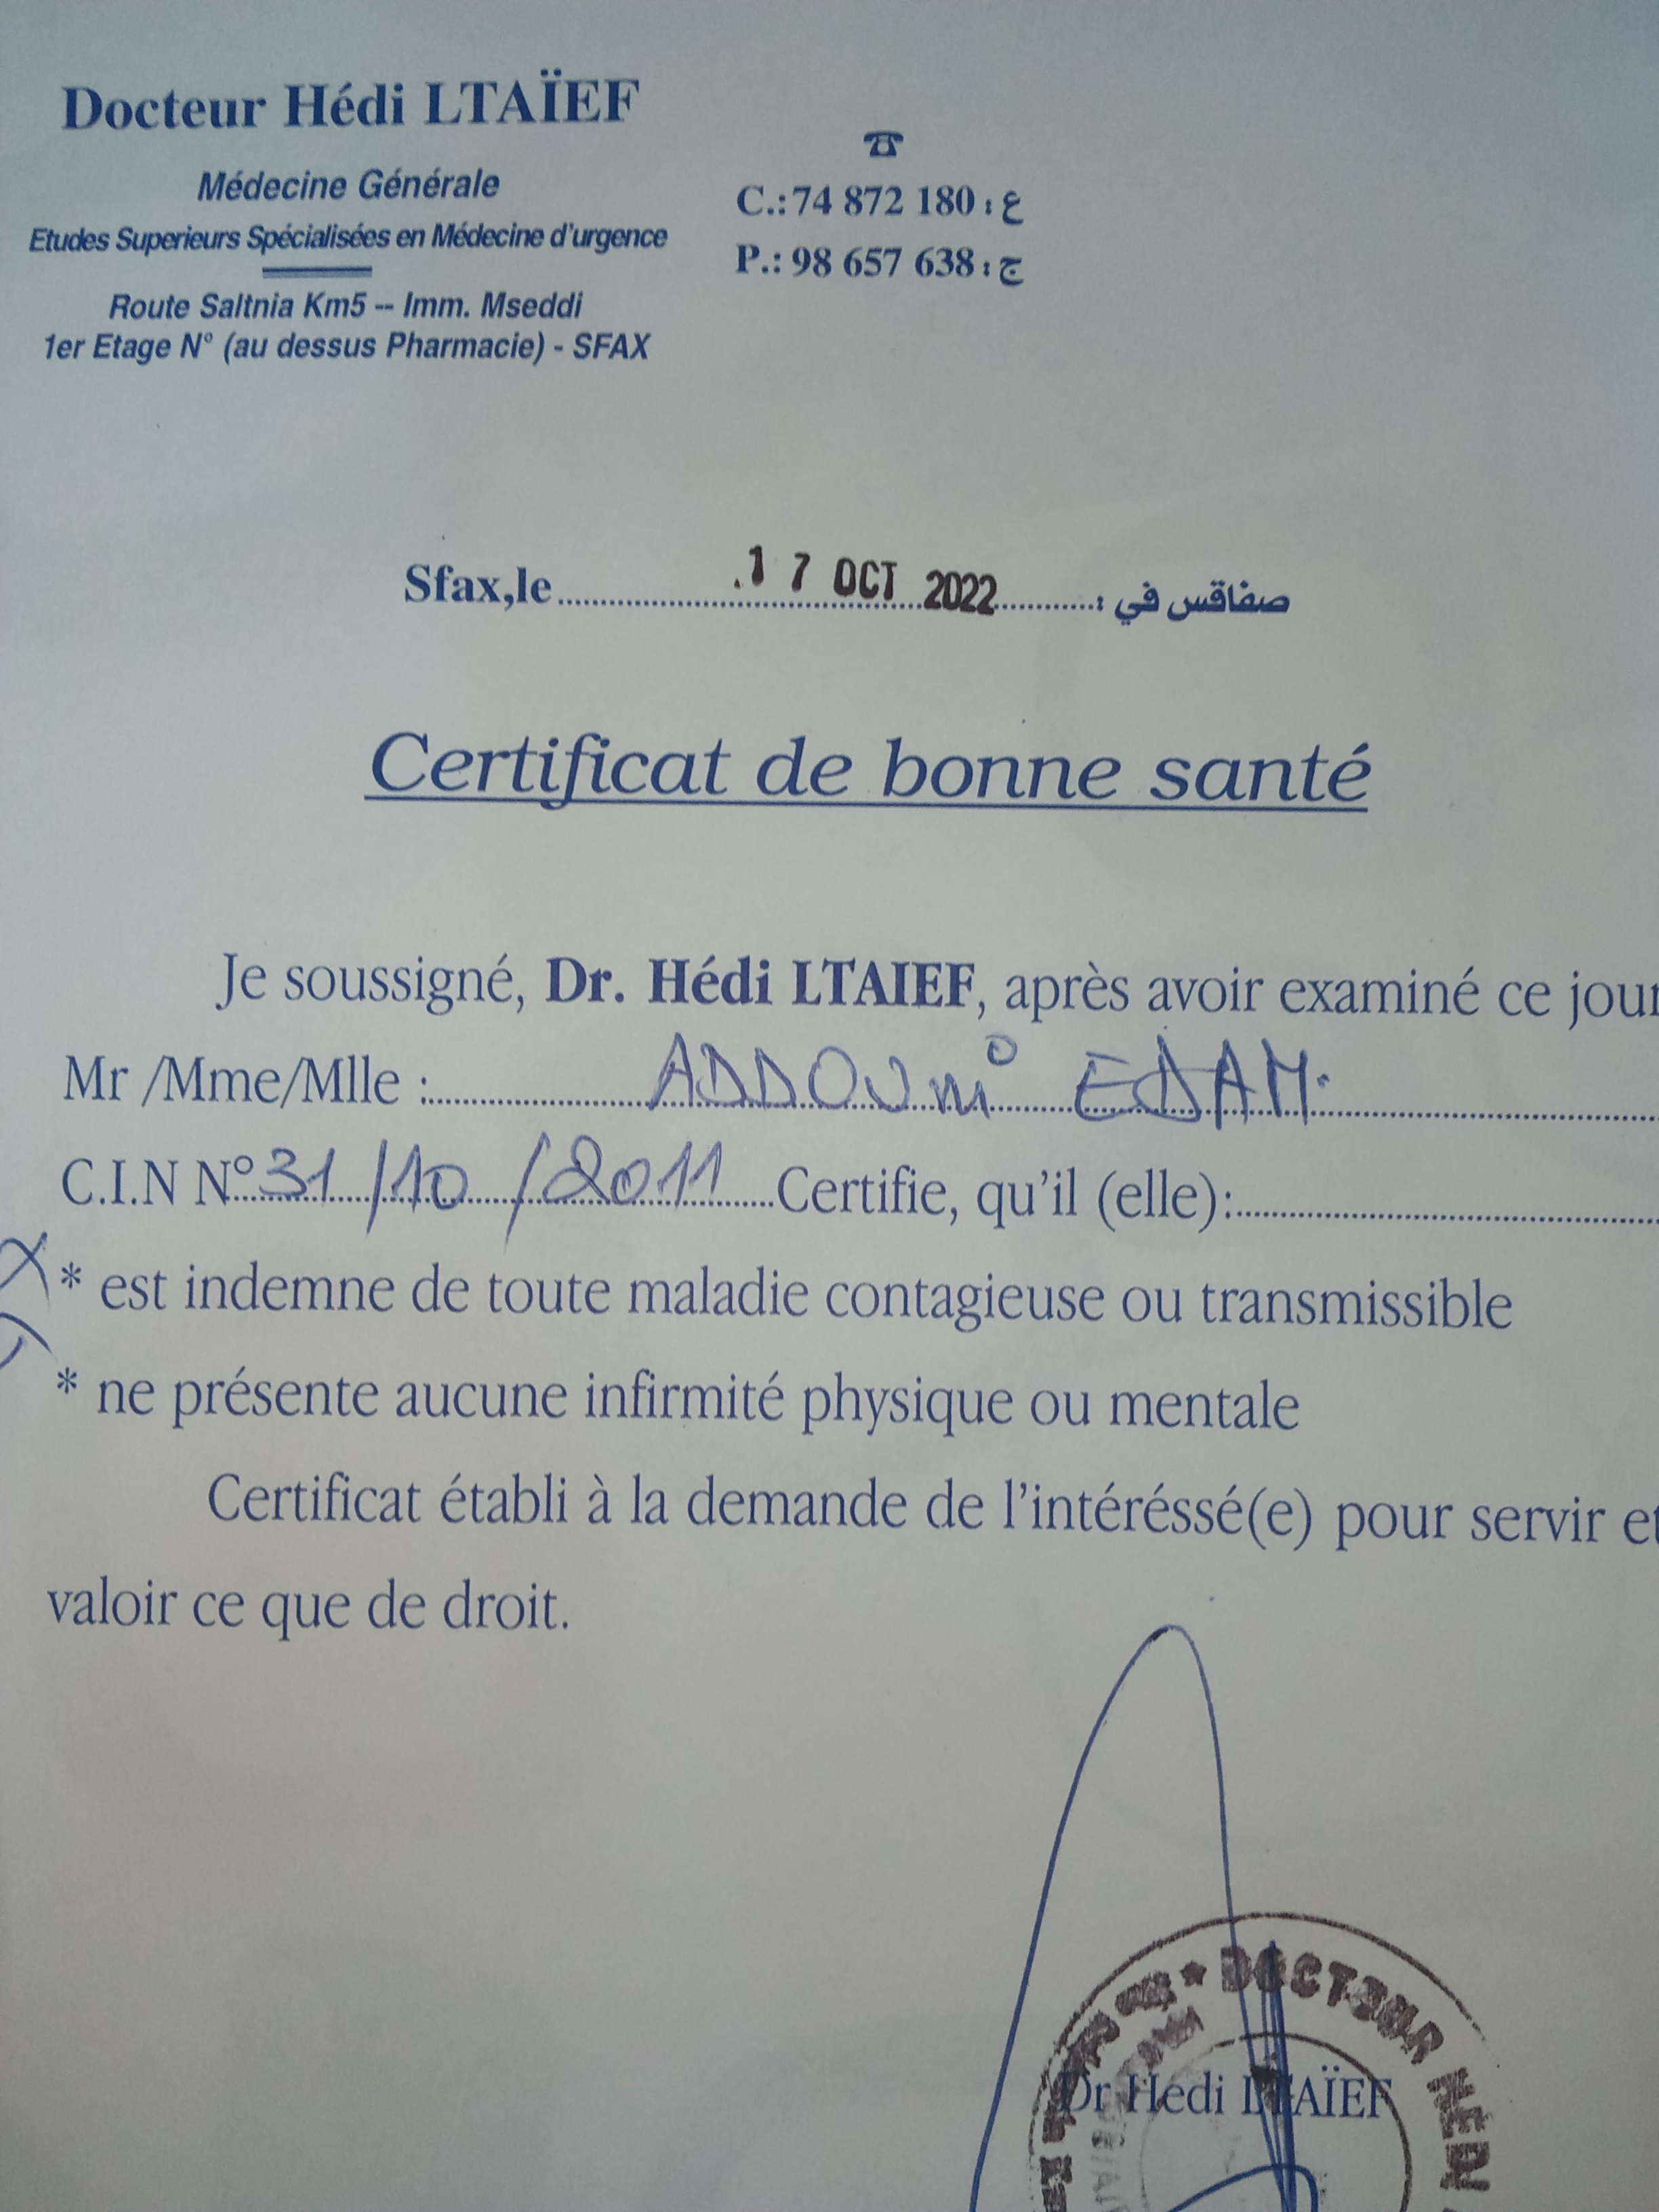 Docteur Hédi LTAÏEF
Médecine Générale
Etudes Superieurs Spécialisées en Médecine d'urgence
Route Saltnia Km5 -- Imm. Mseddi
1er Etage N° (au dessus Pharmacie) - SFAX
☎
C.: 74 872 180 : ع
P.: 98 657 638 : ج
Sfax,le 17 OCT 2022 صفاقس في :
Certificat de bonne santé
Je soussigné, Dr. Hédi LTAIEF, après avoir examiné ce jour
Mr /Mme/Mlle : ADDOUmi
C.I.N N° 31/10/2011 Certifie, qu'il (elle):
* est indemne de toute maladie contagieuse ou transmissible
* ne présente aucune infirmité physique ou mentale
Certificat établi à la demande de l'intéréssé(e) pour servir et
valoir ce que de droit.
DOCTEUR HEDI
Dr Hedi LTAÏEF